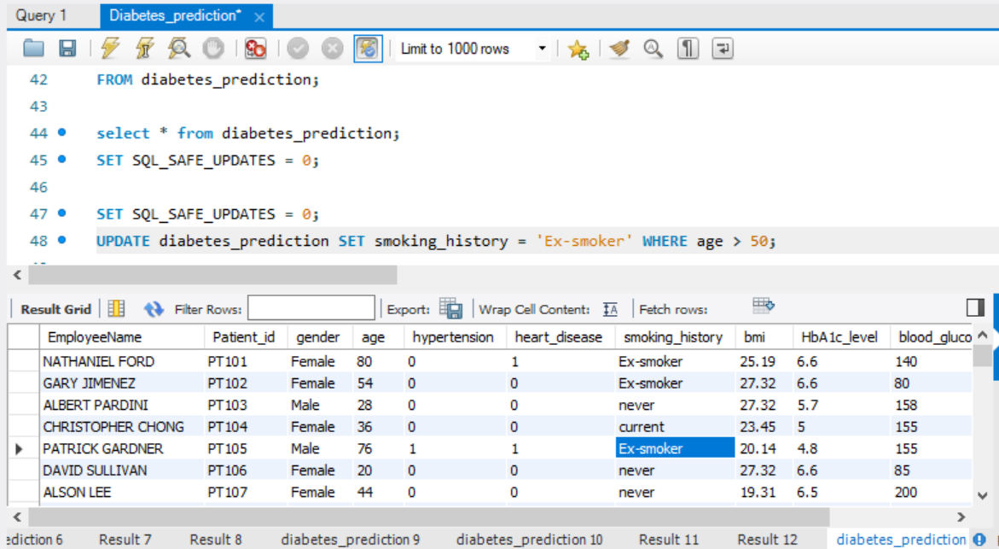 Query 1 Diabetes_prediction* ×
Limit to 1000 rows
42 FROM diabetes_prediction;
43
44 select * from diabetes_prediction;
45 SET SQL_SAFE_UPDATES = 0;
46
47 SET SQL_SAFE_UPDATES = 0;
48 UPDATE diabetes_prediction SET smoking_history = 'Ex-smoker' WHERE age > 50;
Result Grid Filter Rows: Export: Wrap Cell Content: Fetch rows:
EmployeeName Patient_id gender age hypertension heart_disease smoking_history bmi HbA1c_level blood_gluco
NATHANIEL FORD PT101 Female 80 0 1 Ex-smoker 25.19 6.6 140
GARY JIMENEZ PT102 Female 54 0 0 Ex-smoker 27.32 6.6 80
ALBERT PARDINI PT103 Male 28 0 0 never 27.32 5.7 158
CHRISTOPHER CHONG PT104 Female 36 0 0 current 23.45 5 155
PATRICK GARDNER PT105 Male 76 1 1 Ex-smoker 20.14 4.8 155
DAVID SULLIVAN PT106 Female 20 0 0 never 27.32 6.6 85
ALSON LEE PT107 Female 44 0 0 never 19.31 6.5 200
ediction 6 Result 7 Result 8 diabetes_prediction 9 diabetes_prediction 10 Result 11 Result 12 diabetes_prediction